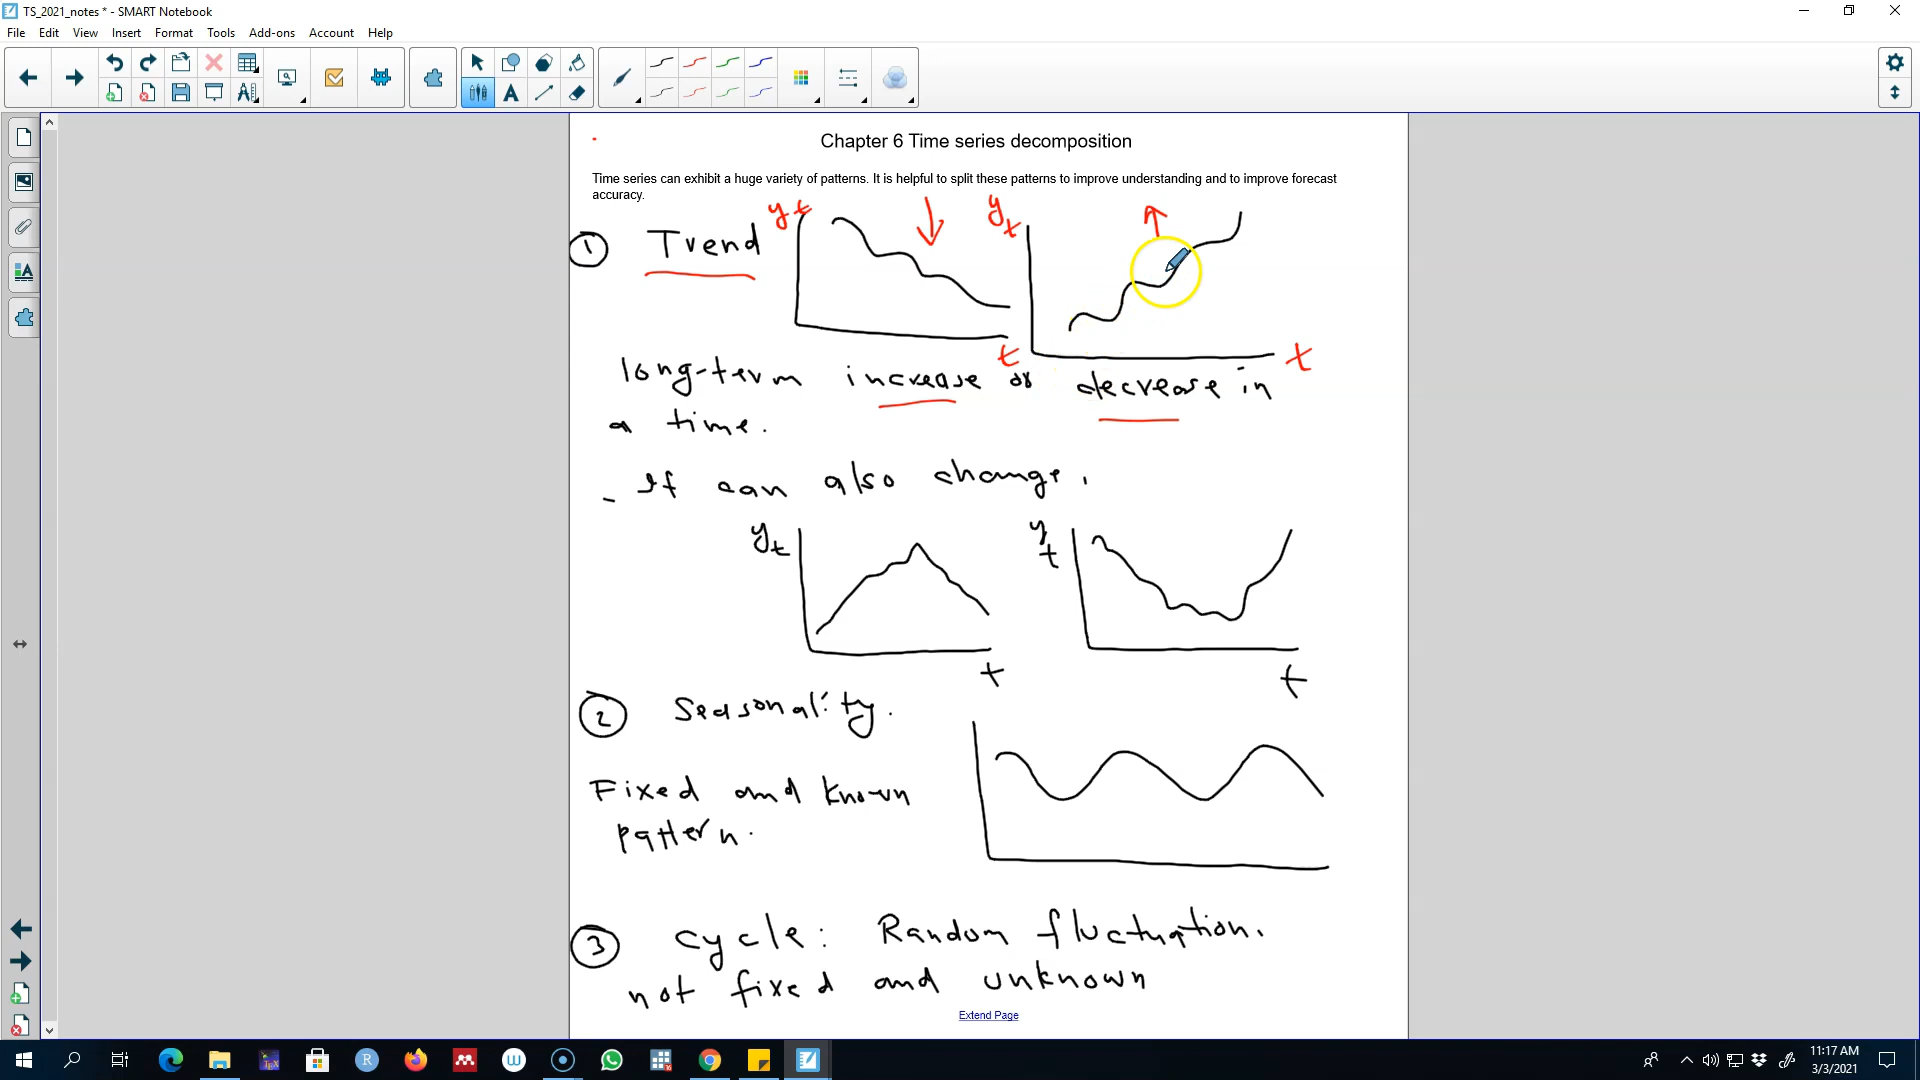 TS_2021_notes * - SMART Notebook
File Edit View Insert Format Tools Add-ons Account Help
Chapter 6 Time series decomposition
Time series can exhibit a huge variety of patterns. It is helpful to split these patterns to improve understanding and to improve forecast
accuracy.
1 Trend yt yt
t t
long-term increase or decrease in
a time.
- It can also change.
yt yt
t t
2 Seasonality.
Fixed and known
pattern.
3 cycle: Random fluctuation.
not fixed and unknown
Extend Page
11:17 AM
3/3/2021